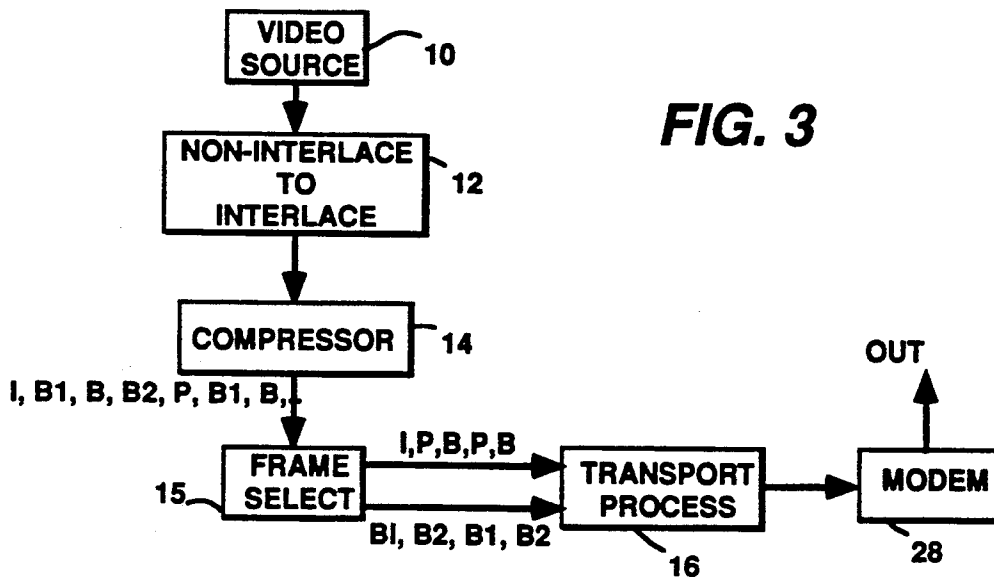 VIDEO
SOURCE
10
FIG. 3
NON-INTERLACE
TO
INTERLACE
12
COMPRESSOR
14
I, B1, B, B2, P, B1, B,..
OUT
FRAME
SELECT
15
I,P,B,P,B
BI, B2, B1, B2
TRANSPORT
PROCESS
16
MODEM
28